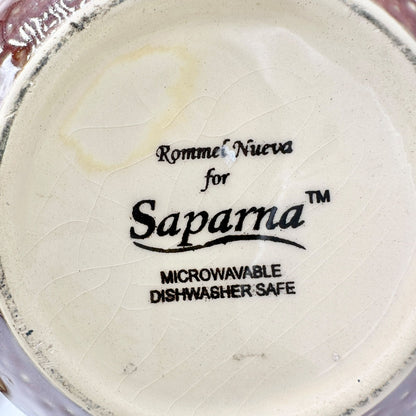 Rommel Nueva
for
Saparna™
MICROWAVABLE
DISHWASHER SAFE